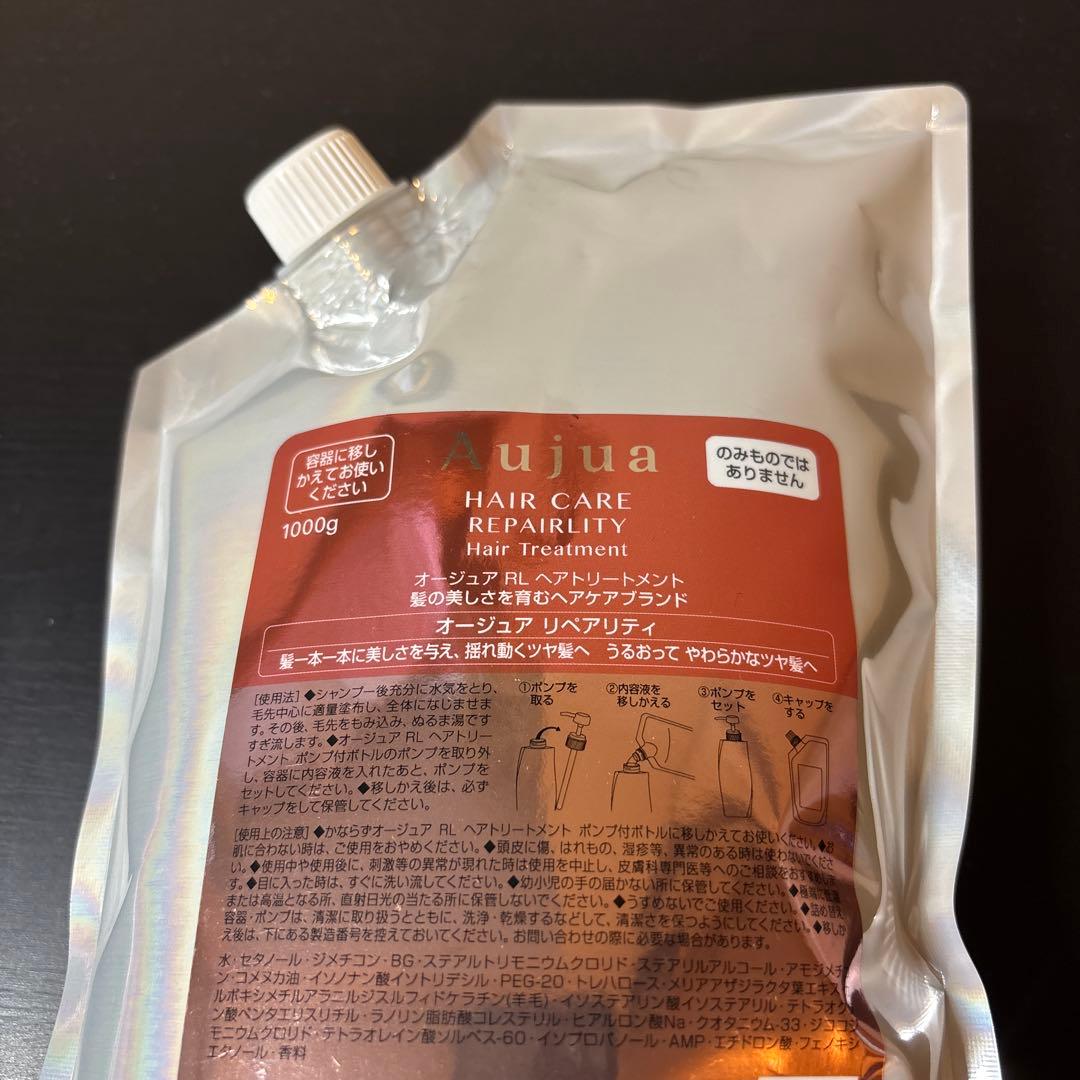 容器に移し
かえてお使い
ください
1000g
Aujua
のみものでは
ありません
HAIR CARE
REPAIRLITY
Hair Treatment
オージュア RL ヘアトリートメント
髪の美しさを育むヘアケアブランド
オージュア リペアリティ
髪一本一本に美しさを与え、揺れ動くツヤ髪へ うるおって やわらかなツヤ髪へ
[使用法] ◆シャンプー後充分に水気をとり、
毛先中心に適量塗布し、全体になじませま
す。その後、毛先をもみ込み、ぬるま湯です
すぎ流します。◆オージュア RL ヘアトリー
トメント ポンプ付ボトルのポンプを取り外
し、容器に内容液を入れたあと、ポンプを
セットしてください。◆移しかえ後は、必ず
キャップをして保管してください。
①ポンプを
取る
②内容液を
移しかえる
③ポンプを
セット
④キャップを
する
[使用上の注意] ◆かならずオージュア RL ヘアトリートメント ポンプ付ボトルに移しかえてお使いください。◆お
肌に合わない時は、ご使用をおやめください。◆頭皮に傷、はれもの、湿疹等、異常のある時は使わないでくださ
い。◆使用中や使用後に、刺激等の異常が現れた時は使用を中止し、皮膚科専門医等へのご相談をおすすめしま
す。◆目に入った時は、すぐに洗い流してください。◆幼小児の手の届かない所に保管してください。◆極端に低温
または高温となる所、直射日光の当たる所に保管しないでください。◆うすめないでご使用ください。◆詰め替え
容器・ポンプは、清潔に取り扱うとともに、洗浄・乾燥するなどして、清潔さを保つようにしてください。◆移しか
え後は、下にある製造番号を控えておいてください。お問い合わせの際に必要な場合があります。
水・セタノール・ジメチコン・BG・ステアルトリモニウムクロリド・ステアリルアルコール・アモジメチコ
ン・コメヌカ油・イソノナン酸イソトリデシル・PEG-20・トレハロース・メリアアザジラクタ葉エキス・
ルボキシメチルアラニルジスルフィドケラチン(羊毛)・イソステアリン酸イソステアリル・テトラオクタ
ン酸ペンタエリスリチル・ラノリン脂肪酸コレステリル・ヒアルロン酸Na・クオタニウム-33・ジココジ
モニウムクロリド・テトラオレイン酸ソルベス-60・イソプロパノール・AMP・エチドロン酸・フェノキシ
エタノール・香料